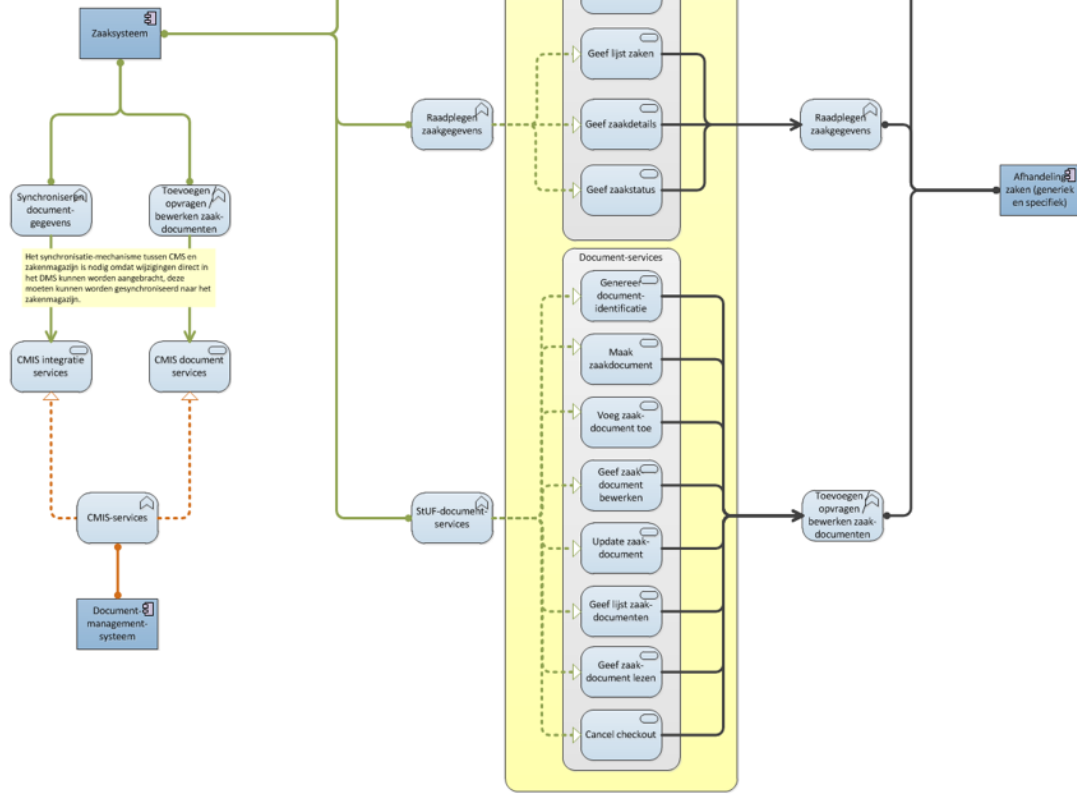 Zaaksysteem
Geef lijst zaken
Raadplegen
zaakgegevens
Geef zaakdetails
Raadplegen
zaakgegevens
Geef zaakstatus
Afhandeling
zaken (generiek
en specifiek)
Synchroniseren
document-
gegevens
Toevoegen /
opvragen /
bewerken zaak-
documenten
Het synchronisatie-mechanisme tussen CMS en
zakenmagazijn is nodig omdat wijzigingen direct in
het DMS kunnen worden aangebracht, deze
moeten kunnen worden gesynchroniseerd naar het
zakenmagazijn.
CMIS integratie
services
CMIS document
services
CMIS-services
Document-
management-
systeem
Document-services
Genereer
document-
identificatie
Maak
zaakdocument
Voeg zaak-
document toe
Geef zaak-
document
bewerken
StUF-document-
services
Update zaak-
document
Geef lijst zaak-
documenten
Geef zaak-
document lezen
Cancel checkout
Toevoegen /
opvragen /
bewerken zaak-
documenten